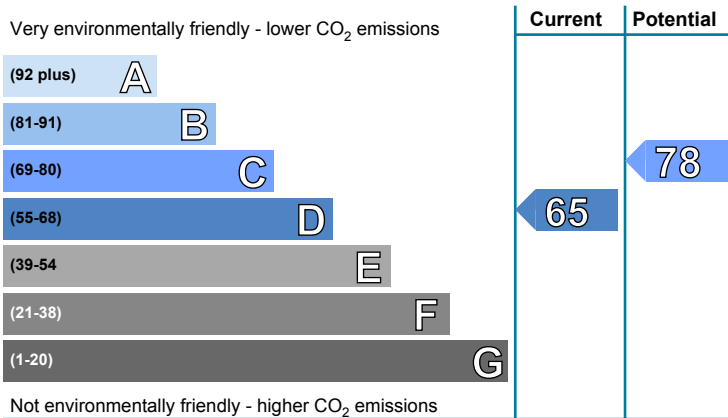 Current Potential
Very environmentally friendly - lower CO2 emissions
(92 plus) A
(81-91) B
(69-80) C
78
(55-68) D
65
(39-54 E
(21-38) F
(1-20) G
Not environmentally friendly - higher CO2 emissions